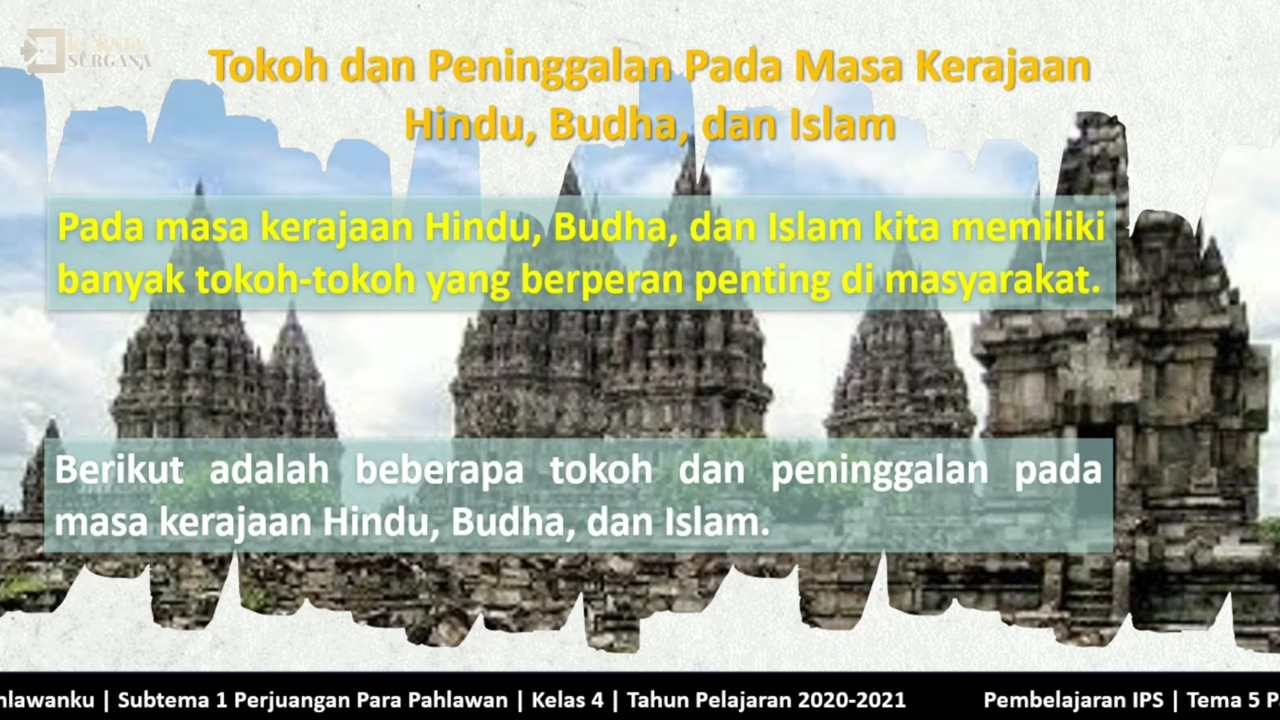 SURGANA
Tokoh dan Peninggalan Pada Masa Kerajaan
Hindu, Budha, dan Islam
Pada masa kerajaan Hindu, Budha, dan Islam kita memiliki
banyak tokoh-tokoh yang berperan penting di masyarakat.
Berikut adalah beberapa tokoh dan peninggalan pada
masa kerajaan Hindu, Budha, dan Islam.
hlawanku | Subtema 1 Perjuangan Para Pahlawan | Kelas 4 | Tahun Pelajaran 2020-2021 Pembelajaran IPS | Tema 5 P